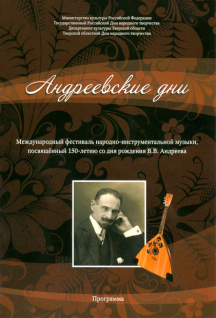 Министерство культуры Российской Федерации
Государственный Российский Дом народного творчества
Департамент культуры Тверской области
Тверской областной Дом народного творчества
Андреевские дни
Международный фестиваль народно-инструментальной музыки,
посвящённый 150-летию со дня рождения В.В. Андреева
Программа